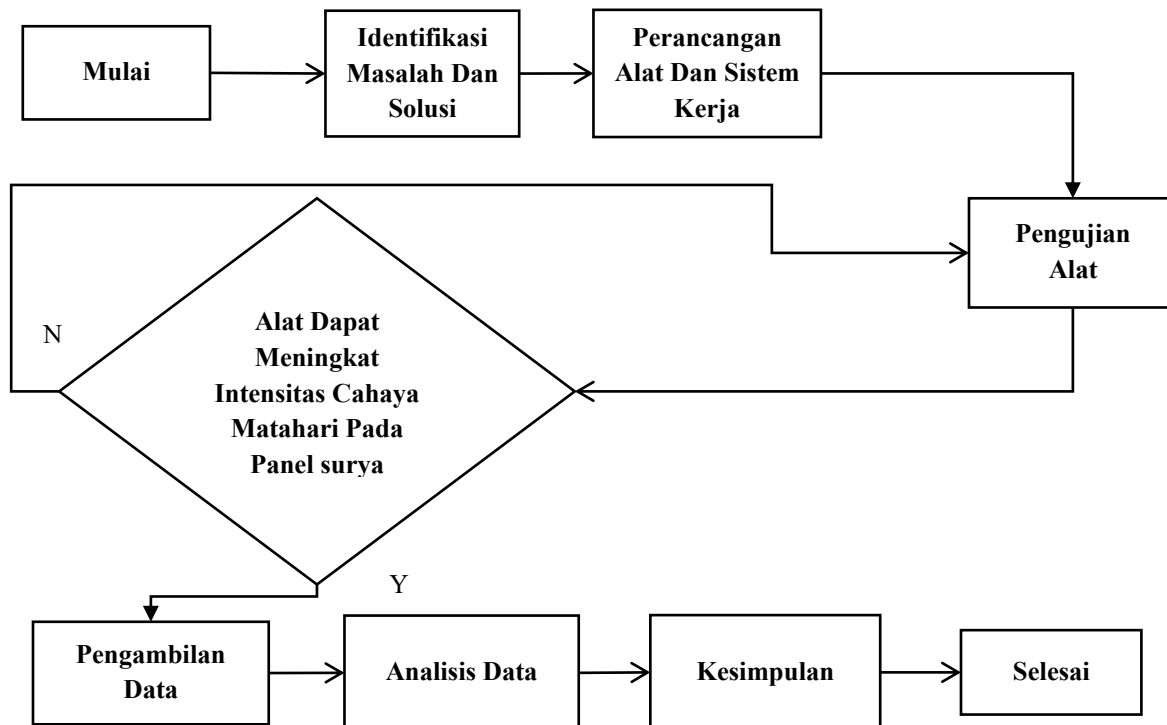 Mulai
Identifikasi
Masalah Dan
Solusi
Perancangan
Alat Dan Sistem
Kerja
Pengujian
Alat
N
Alat Dapat
Meningkat
Intensitas Cahaya
Matahari Pada
Panel surya
Y
Pengambilan
Data
Analisis Data
Kesimpulan
Selesai